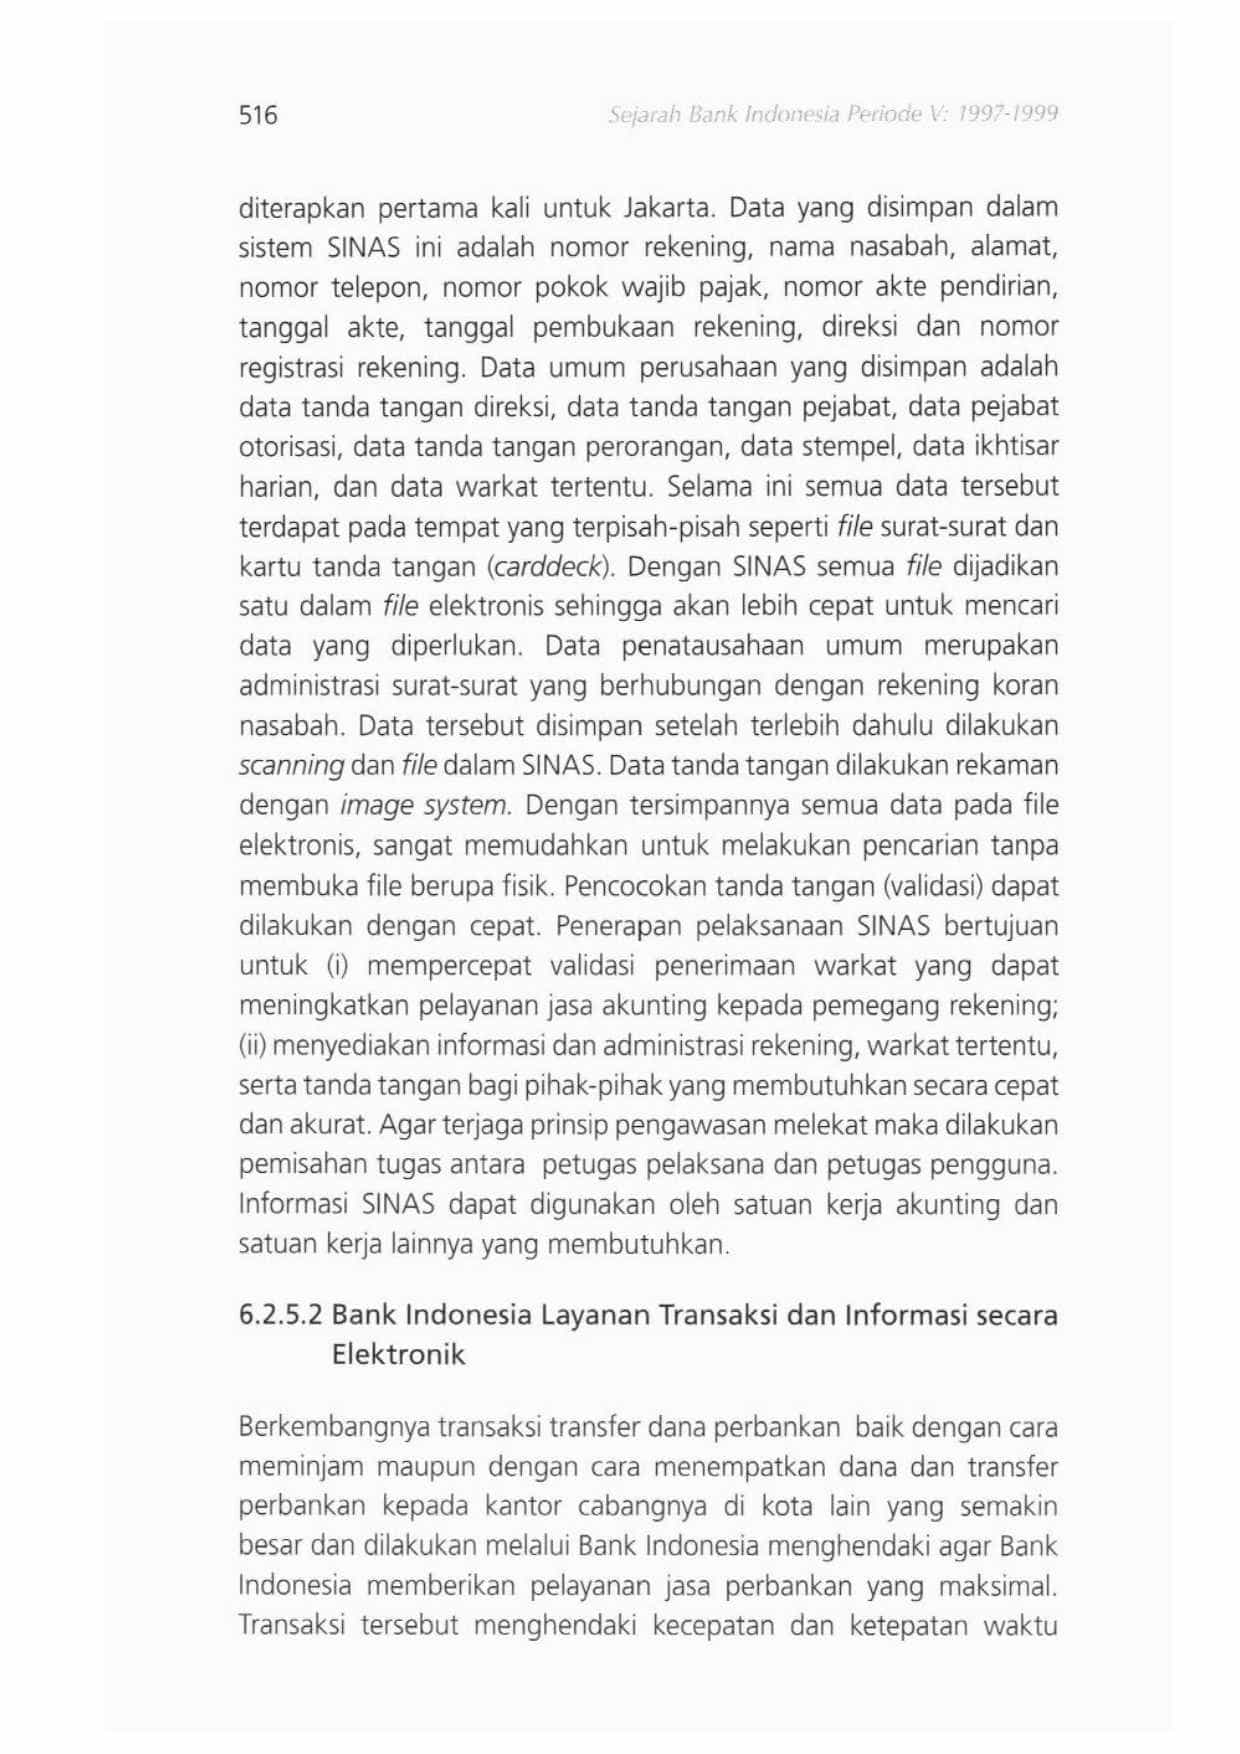 516
Sejarah Bank Indonesia Periode V: 1997-1999
diterapkan pertama kali untuk Jakarta. Data yang disimpan dalam
sistem SINAS ini adalah nomor rekening, nama nasabah, alamat,
nomor telepon, nomor pokok wajib pajak, nomor akte pendirian,
tanggal akte, tanggal pembukaan rekening, direksi dan nomor
registrasi rekening. Data umum perusahaan yang disimpan adalah
data tanda tangan direksi, data tanda tangan pejabat, data pejabat
otorisasi, data tanda tangan perorangan, data stempel, data ikhtisar
harian, dan data warkat tertentu. Selama ini semua data tersebut
terdapat pada tempat yang terpisah-pisah seperti file surat-surat dan
kartu tanda tangan (carddeck). Dengan SINAS semua file dijadikan
satu dalam file elektronis sehingga akan lebih cepat untuk mencari
data yang diperlukan. Data penatausahaan umum merupakan
administrasi surat-surat yang berhubungan dengan rekening koran
nasabah. Data tersebut disimpan setelah terlebih dahulu dilakukan
scanning dan file dalam SINAS. Data tanda tangan dilakukan rekaman
dengan image system. Dengan tersimpannya semua data pada file
elektronis, sangat memudahkan untuk melakukan pencarian tanpa
membuka file berupa fisik. Pencocokan tanda tangan (validasi) dapat
dilakukan dengan cepat. Penerapan pelaksanaan SINAS bertujuan
untuk (i) mempercepat validasi penerimaan warkat yang dapat
meningkatkan pelayanan jasa akunting kepada pemegang rekening;
(ii) menyediakan informasi dan administrasi rekening, warkat tertentu,
serta tanda tangan bagi pihak-pihak yang membutuhkan secara cepat
dan akurat. Agar terjaga prinsip pengawasan melekat maka dilakukan
pemisahan tugas antara petugas pelaksana dan petugas pengguna.
Informasi SINAS dapat digunakan oleh satuan kerja akunting dan
satuan kerja lainnya yang membutuhkan.
6.2.5.2 Bank Indonesia Layanan Transaksi dan Informasi secara
Elektronik
Berkembangnya transaksi transfer dana perbankan baik dengan cara
meminjam maupun dengan cara menempatkan dana dan transfer
perbankan kepada kantor cabangnya di kota lain yang semakin
besar dan dilakukan melalui Bank Indonesia menghendaki agar Bank
Indonesia memberikan pelayanan jasa perbankan yang maksimal.
Transaksi tersebut menghendaki kecepatan dan ketepatan waktu